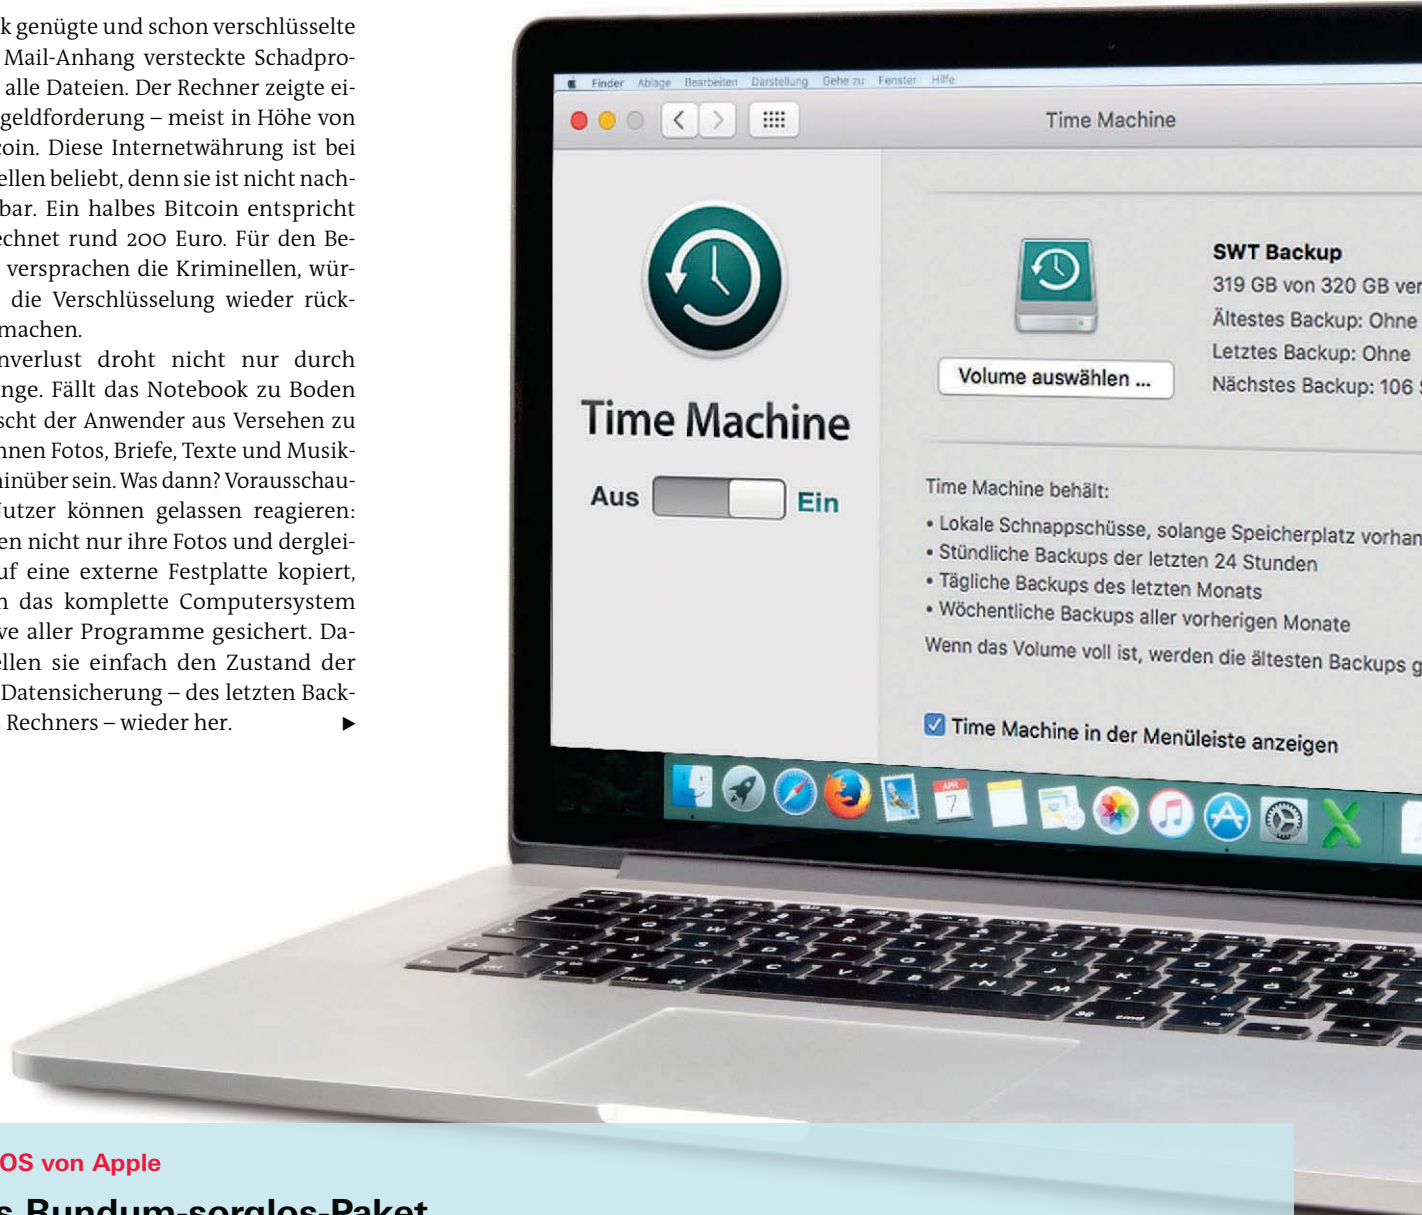 k genügte und schon verschlüsselte
Mail-Anhang versteckte Schadpro-
alle Dateien. Der Rechner zeigte ei-
geldforderung – meist in Höhe von
coin. Diese Internetwährung ist bei
ellen beliebt, denn sie ist nicht nach-
bar. Ein halbes Bitcoin entspricht
echnet rund 200 Euro. Für den Be-
versprachen die Kriminellen, wür-
die Verschlüsselung wieder rück-
machen.
nverlust droht nicht nur durch
nge. Fällt das Notebook zu Boden
scht der Anwender aus Versehen zu
nnen Fotos, Briefe, Texte und Musik-
hinüber sein. Was dann? Vorausschau-
Nutzer können gelassen reagieren:
en nicht nur ihre Fotos und derglei-
uf eine externe Festplatte kopiert,
n das komplette Computersystem
ve aller Programme gesichert. Da-
ellen sie einfach den Zustand der
Datensicherung – des letzten Back-
s Rechners – wieder her. ▶
Finder Ablage Bearbeiten Darstellung Gehe zu Fenster Hilfe
Time Machine
Time Machine
Aus Ein
Volume auswählen ...
SWT Backup
319 GB von 320 GB ver
Ältestes Backup: Ohne
Letztes Backup: Ohne
Nächstes Backup: 106 S
Time Machine behält:
• Lokale Schnappschüsse, solange Speicherplatz vorhan
• Stündliche Backups der letzten 24 Stunden
• Tägliche Backups des letzten Monats
• Wöchentliche Backups aller vorherigen Monate
Wenn das Volume voll ist, werden die ältesten Backups g
Time Machine in der Menüleiste anzeigen
APR
7
OS von Apple
s Rundum-sorglos-Paket